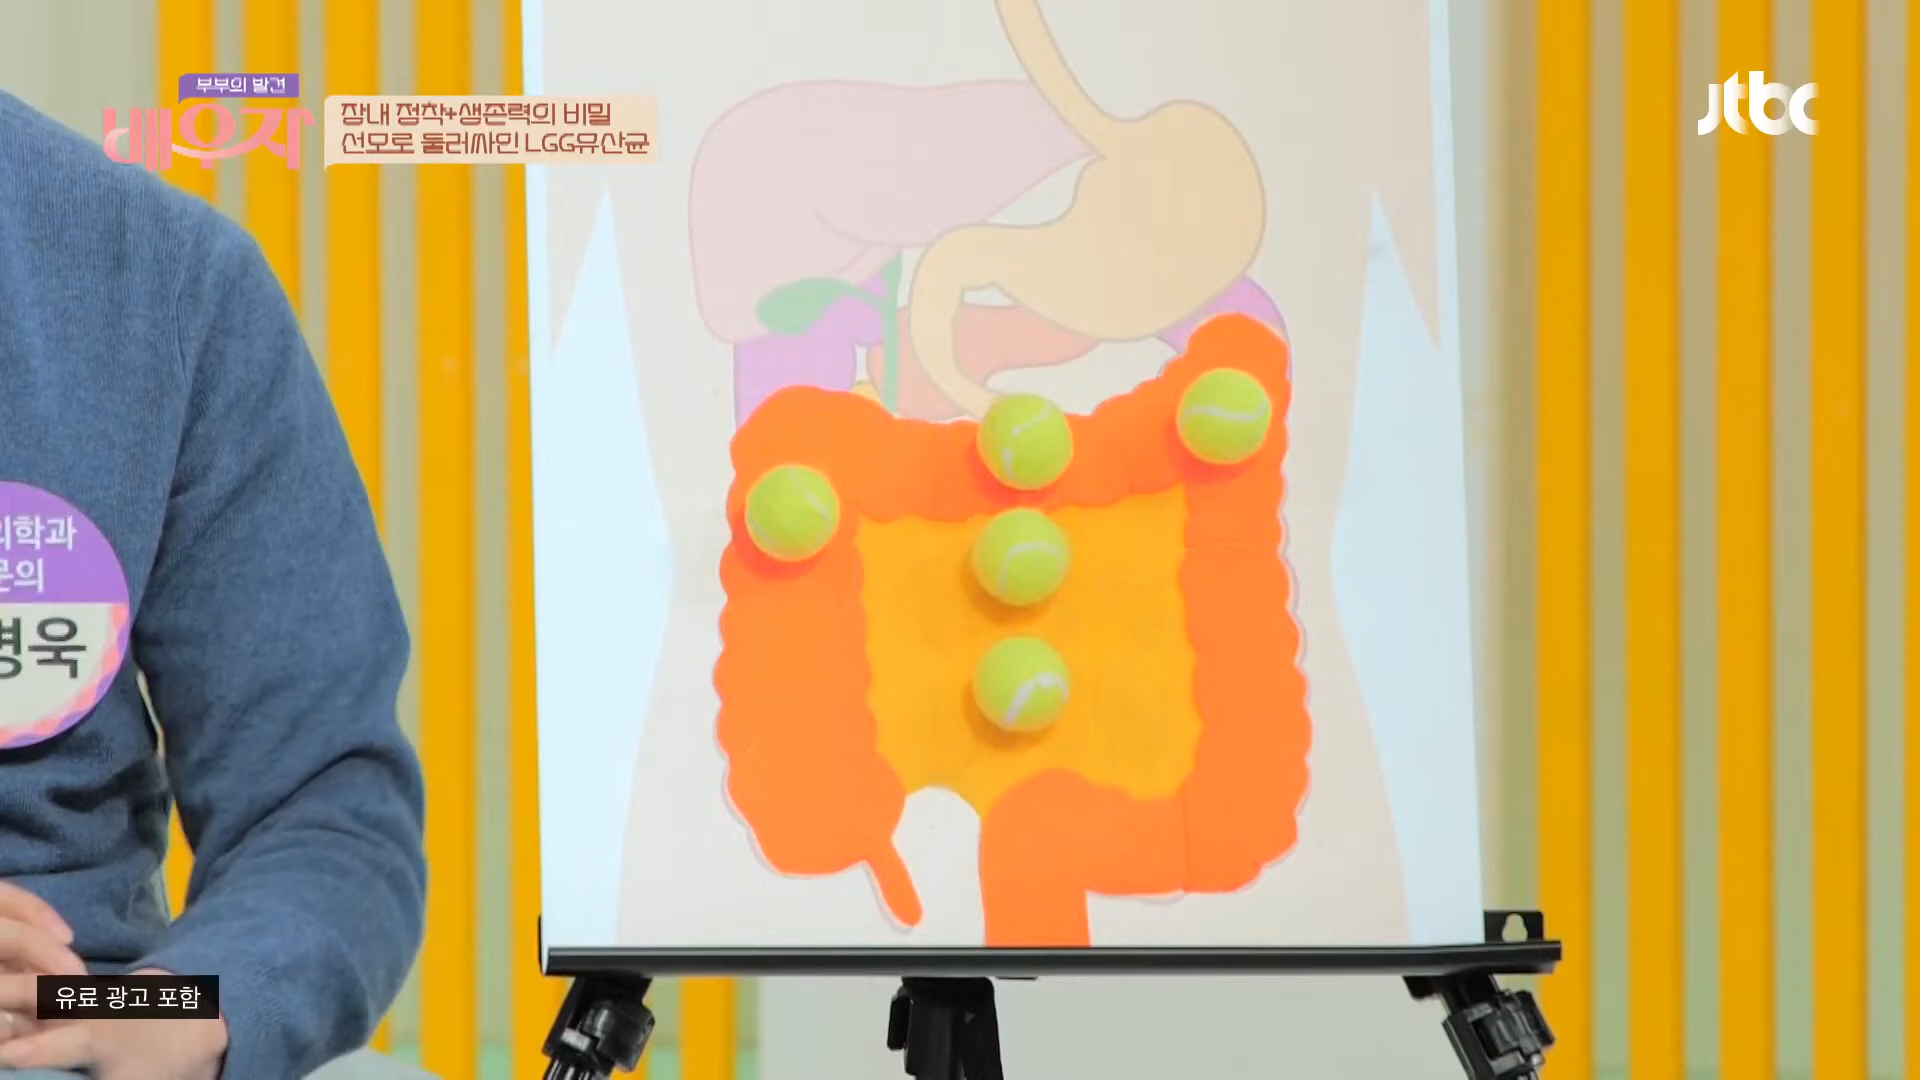 부부의 발견
배우자
장내 정착+생존력의 비밀
선모로 둘러싸인 LGG유산균
jtbc
의학과
문의
명욱
유료 광고 포함